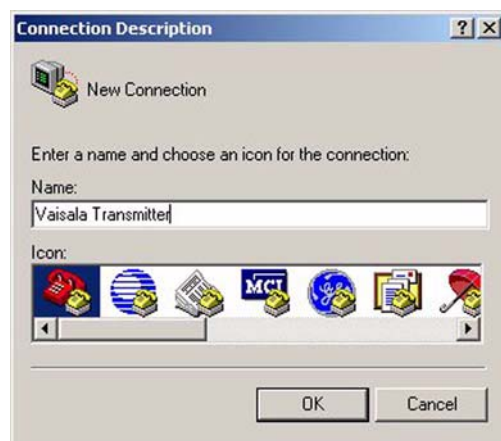 Connection Description
New Connection
Enter a name and choose an icon for the connection:
Name:
Vaisala Transmitter
Icon:
MCI
OK
Cancel